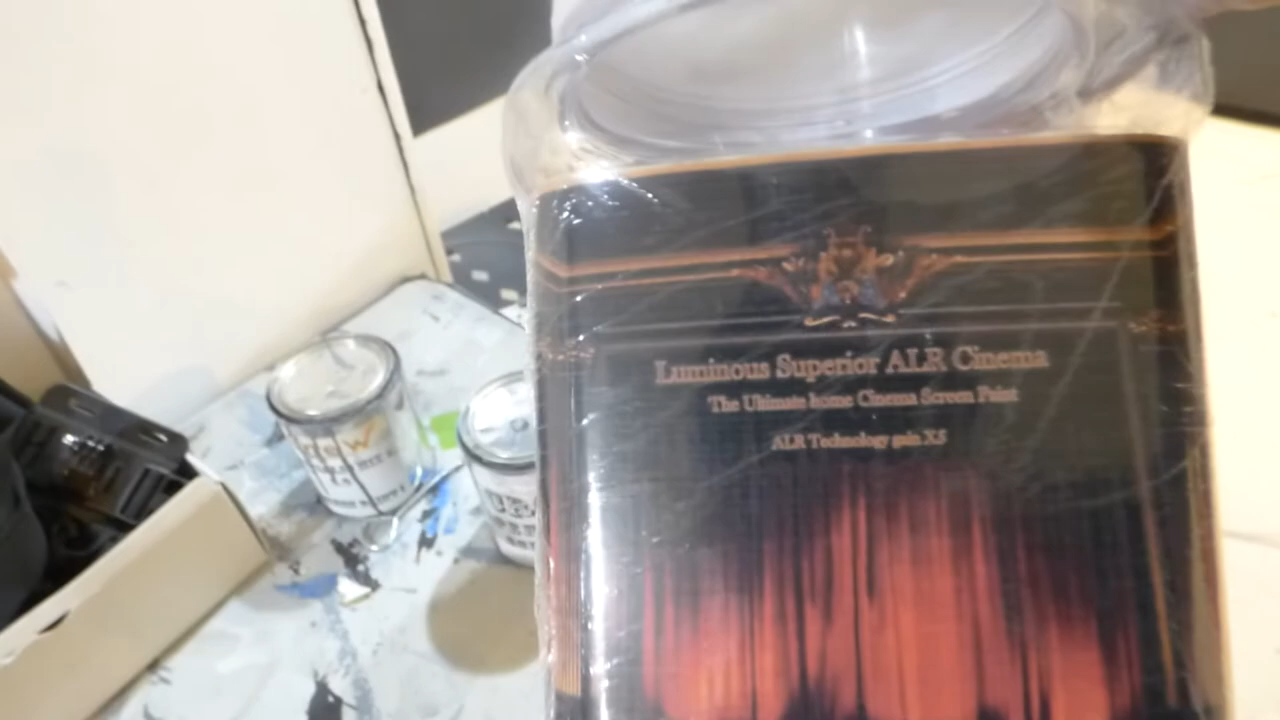 Luminous Superior ALR Cinema
The Ultimate home Cinema Screen Paint
ALR Technology gain X5